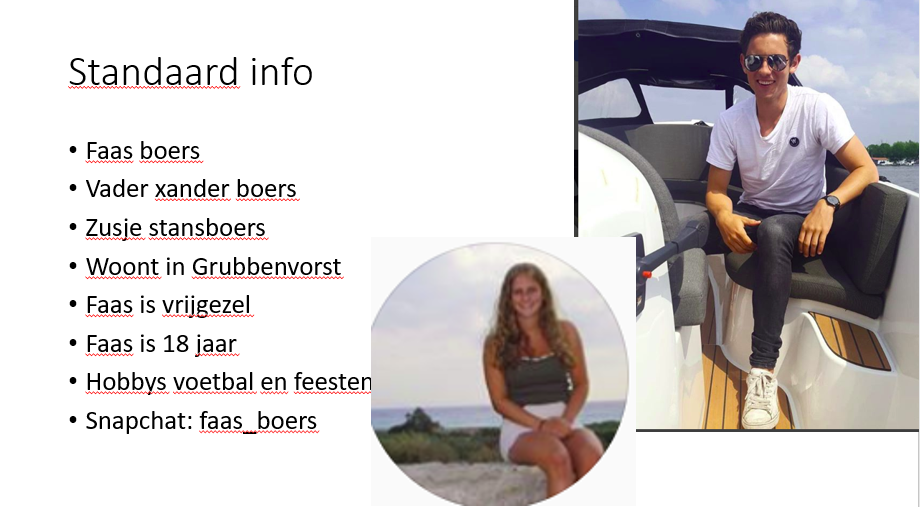 Standaard info
• Faas boers
• Vader xander boers
• Zusje stansboers
• Woont in Grubbenvorst
• Faas is vrijgezel
• Faas is 18 jaar
• Hobbys voetbal en feesten
• Snapchat: faas_boers